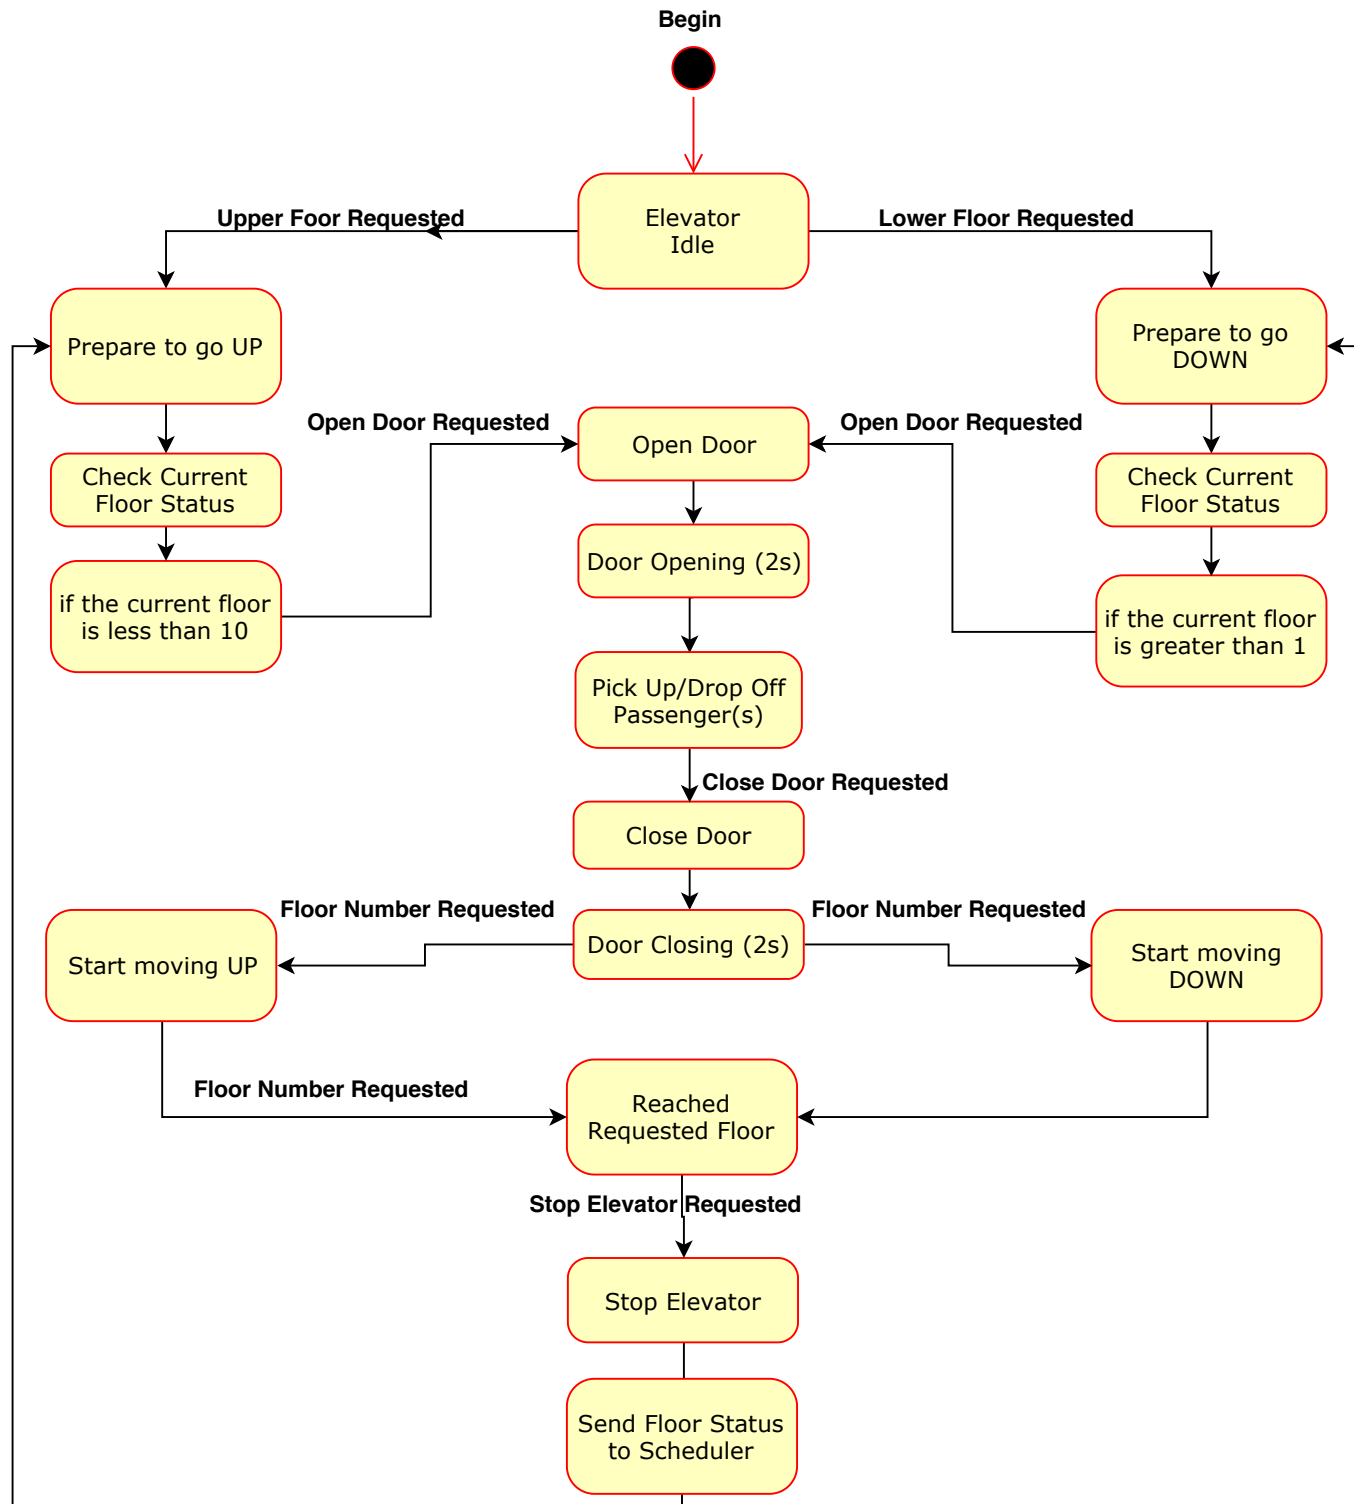 Begin
Elevator
Idle
Upper Foor Requested
Lower Floor Requested
Prepare to go UP
Prepare to go
DOWN
Open Door Requested
Open Door
Open Door Requested
Check Current
Floor Status
Check Current
Floor Status
Door Opening (2s)
if the current floor
is less than 10
if the current floor
is greater than 1
Pick Up/Drop Off
Passenger(s)
Close Door Requested
Close Door
Floor Number Requested
Floor Number Requested
Door Closing (2s)
Start moving UP
Start moving
DOWN
Floor Number Requested
Reached
Requested Floor
Stop Elevator Requested
Stop Elevator
Send Floor Status
to Scheduler